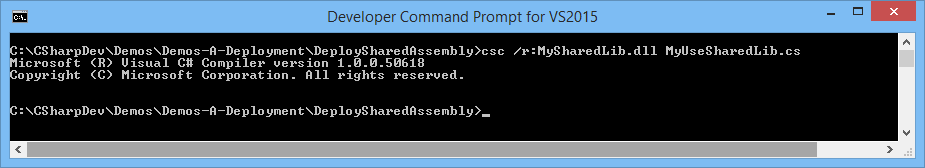 Developer Command Prompt for VS2015
C:\CSharpDev\Demos\Demos-A-Deployment\DeploySharedAssembly>csc /r:MySharedLib.dll MyUseSharedLib.cs
Microsoft (R) Visual C# Compiler version 1.0.0.50618
Copyright (C) Microsoft Corporation. All rights reserved.
C:\CSharpDev\Demos\Demos-A-Deployment\DeploySharedAssembly>_